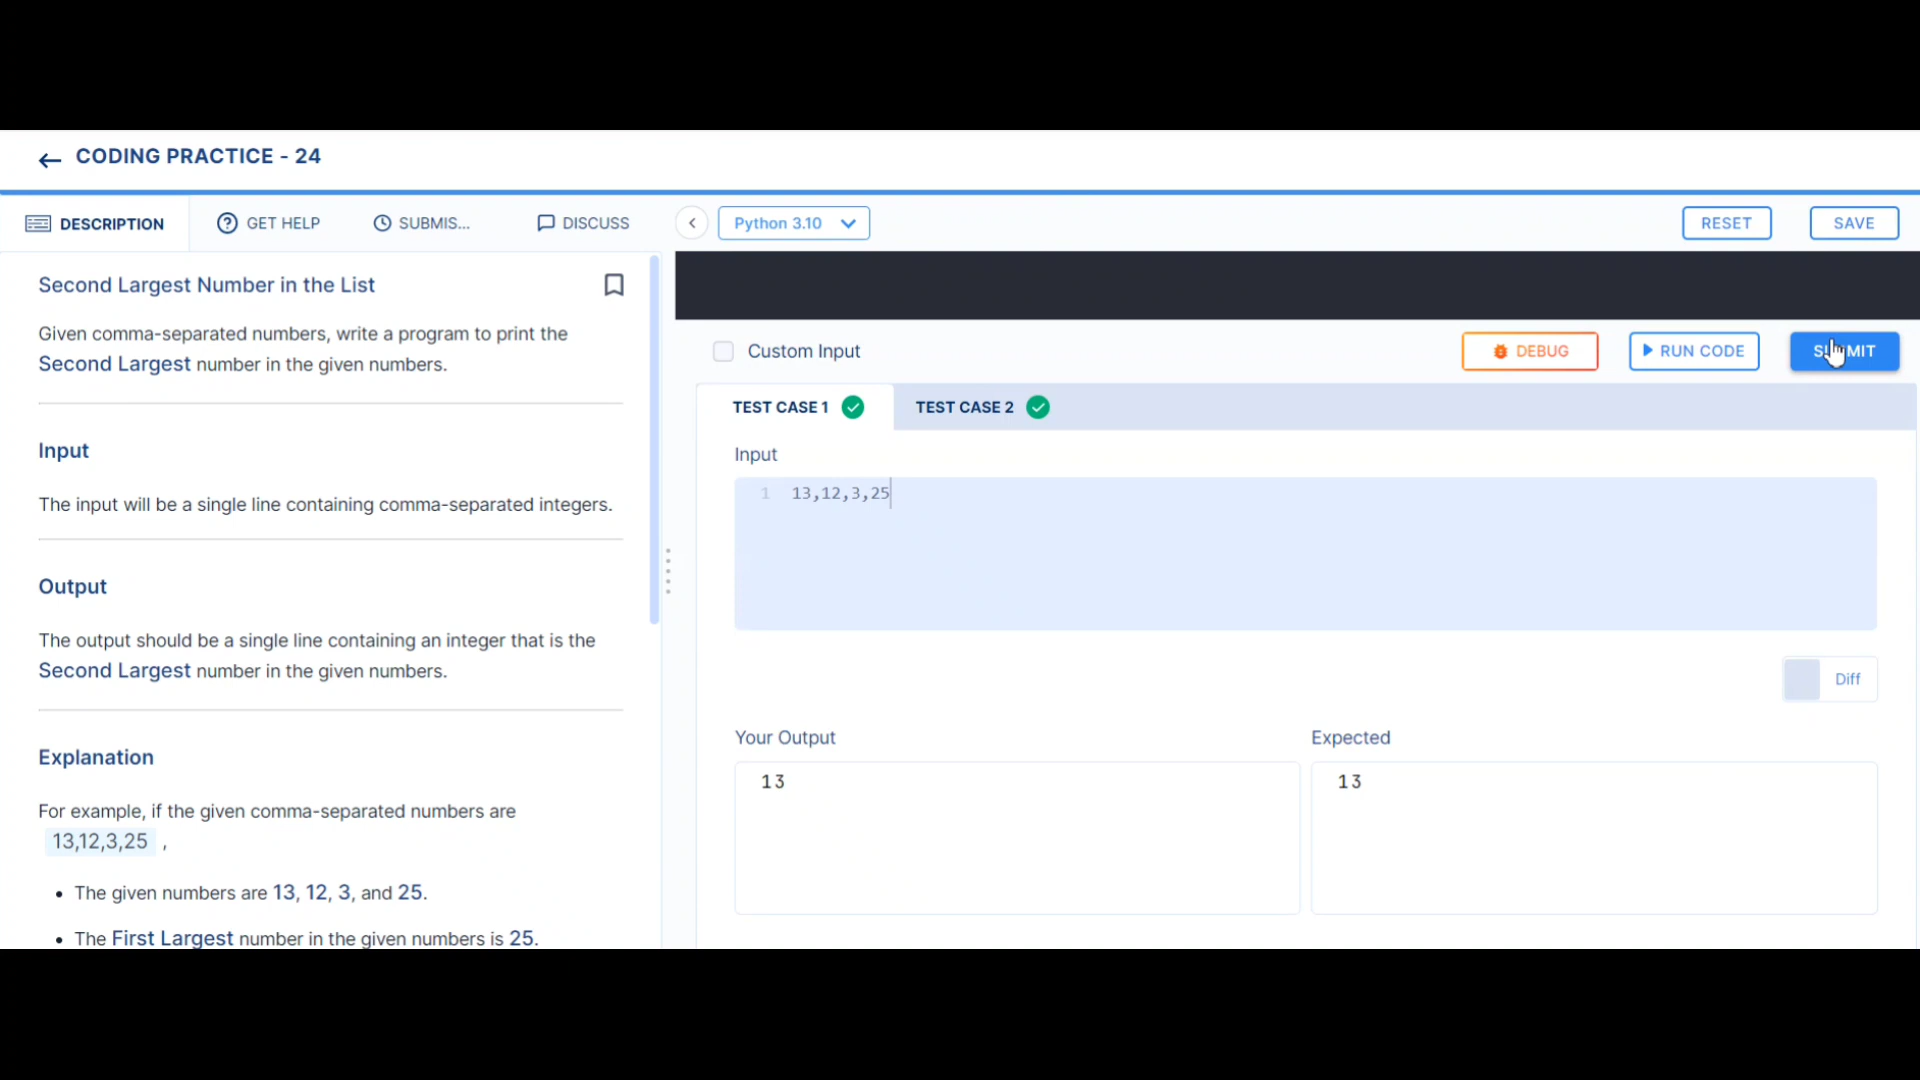 CODING PRACTICE - 24
DESCRIPTION
GET HELP
SUBMIS...
DISCUSS
Python 3.10
RESET
SAVE
Second Largest Number in the List
Given comma-separated numbers, write a program to print the
Second Largest number in the given numbers.
Input
The input will be a single line containing comma-separated integers.
Output
The output should be a single line containing an integer that is the
Second Largest number in the given numbers.
Explanation
For example, if the given comma-separated numbers are
13,12,3,25 ,
• The given numbers are 13, 12, 3, and 25.
• The First Largest number in the given numbers is 25.
Custom Input
DEBUG
RUN CODE
SUBMIT
TEST CASE 1
TEST CASE 2
Input
1 13,12,3,25
Diff
Your Output
Expected
13
13